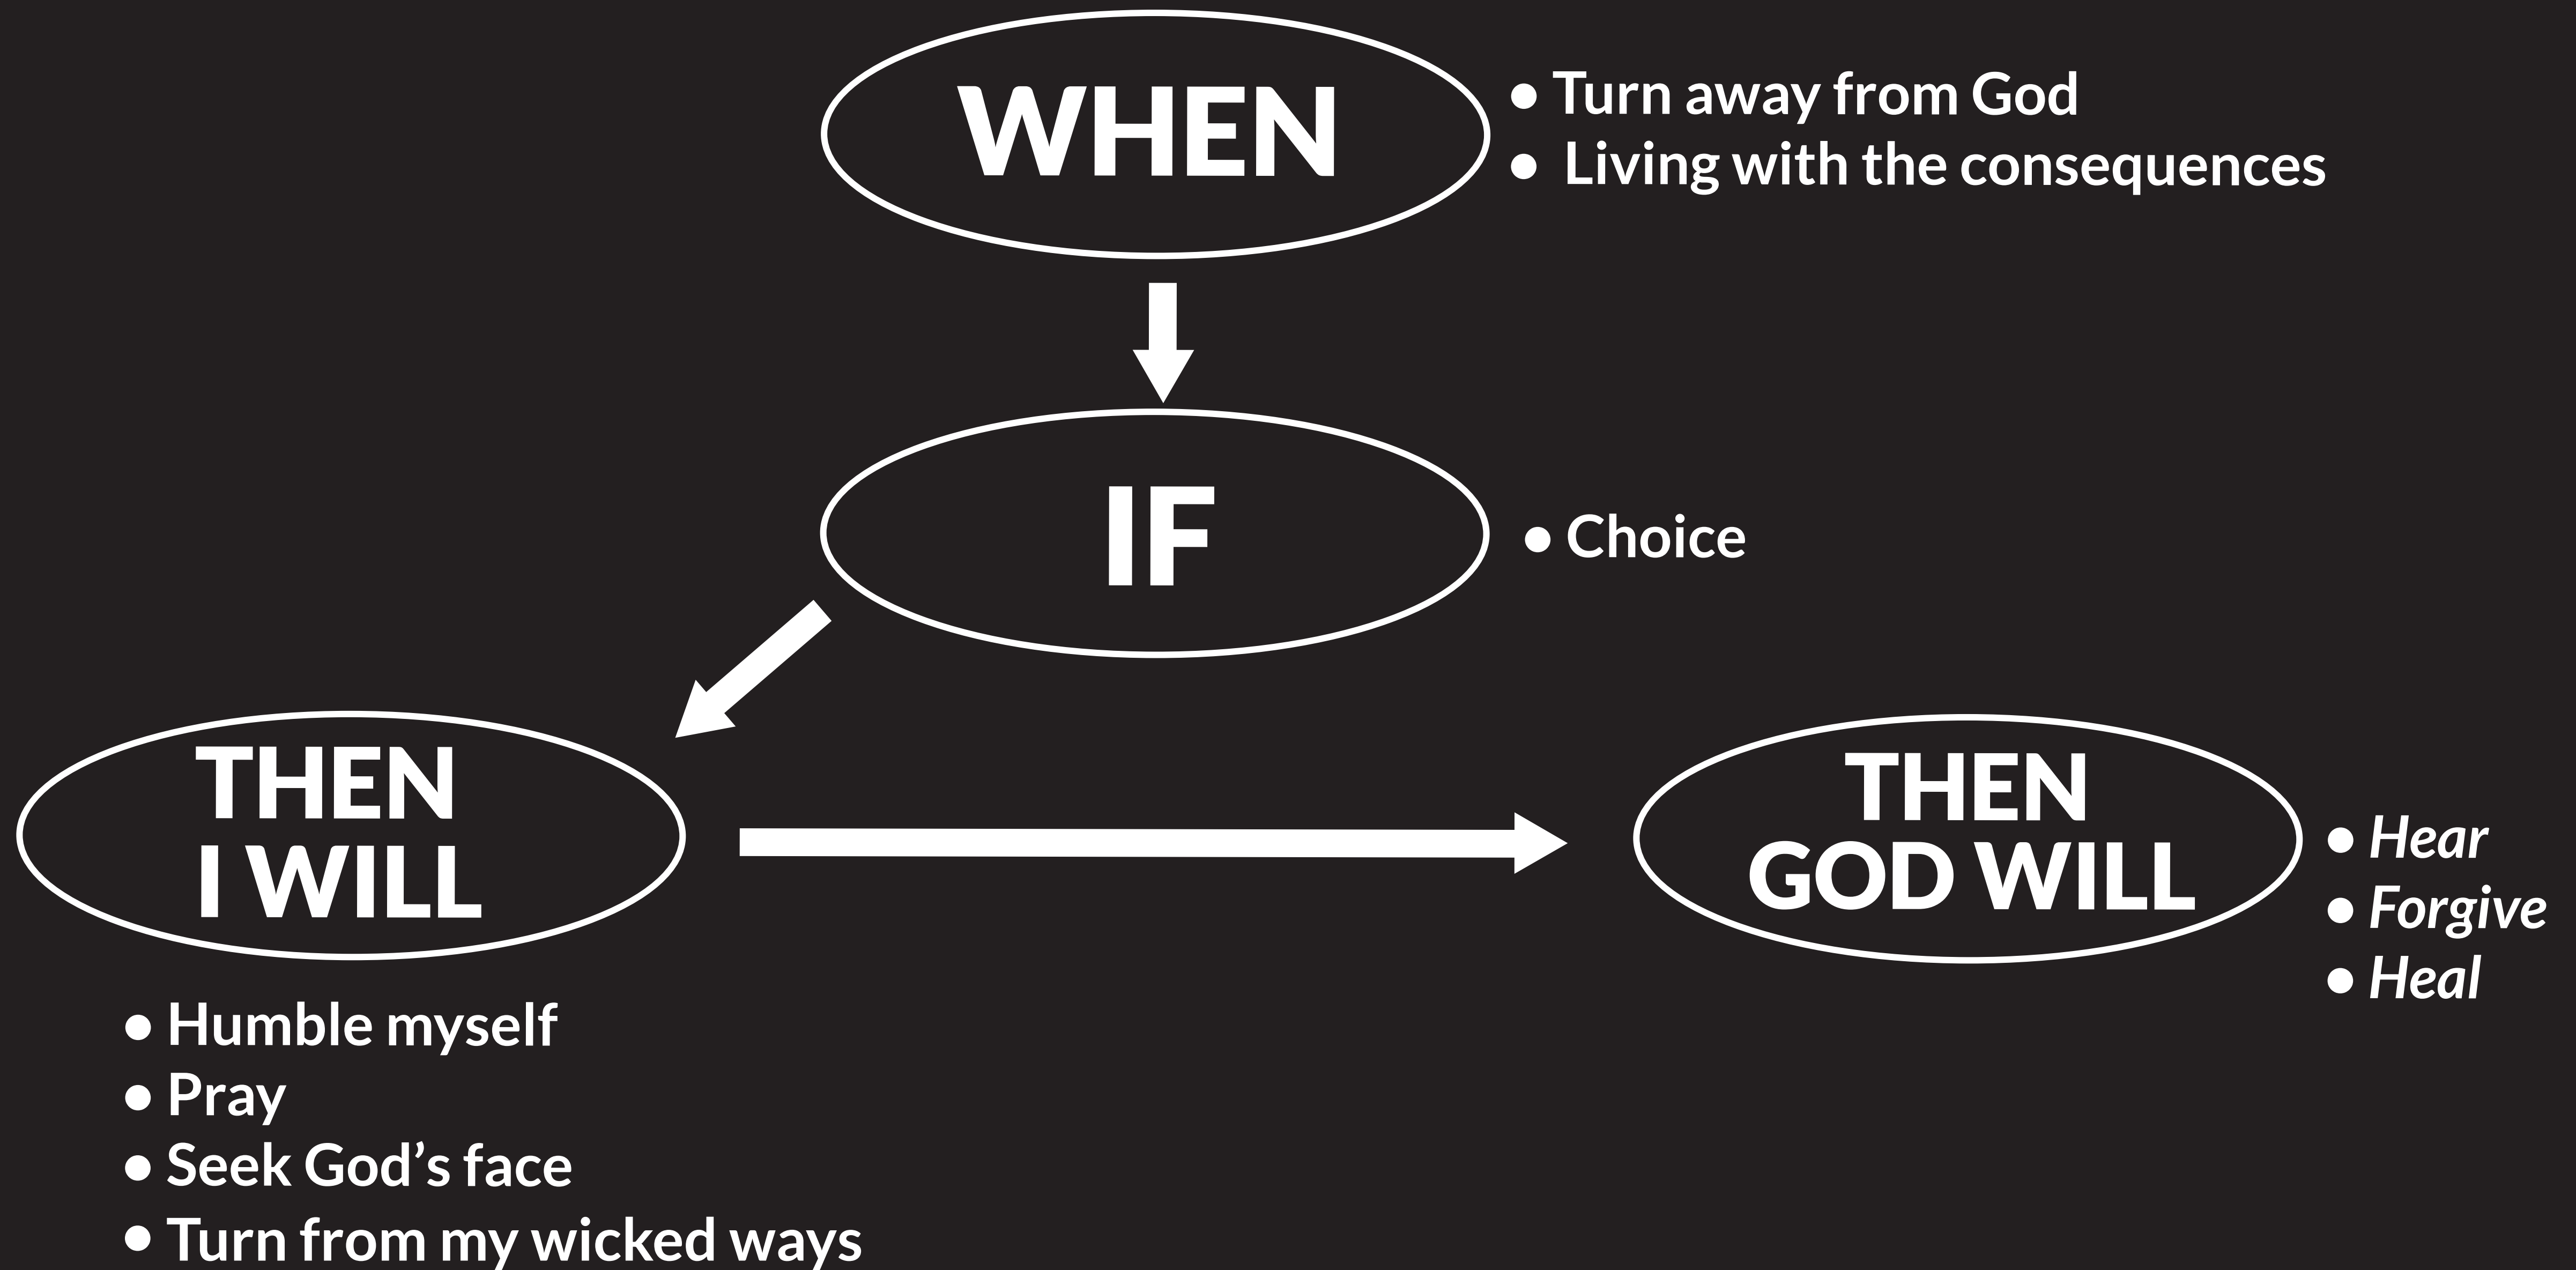 WHEN
• Turn away from God
• Living with the consequences
IF
• Choice
THEN
I WILL
• Humble myself
• Pray
• Seek God’s face
• Turn from my wicked ways
THEN
GOD WILL
• Hear
• Forgive
• Heal